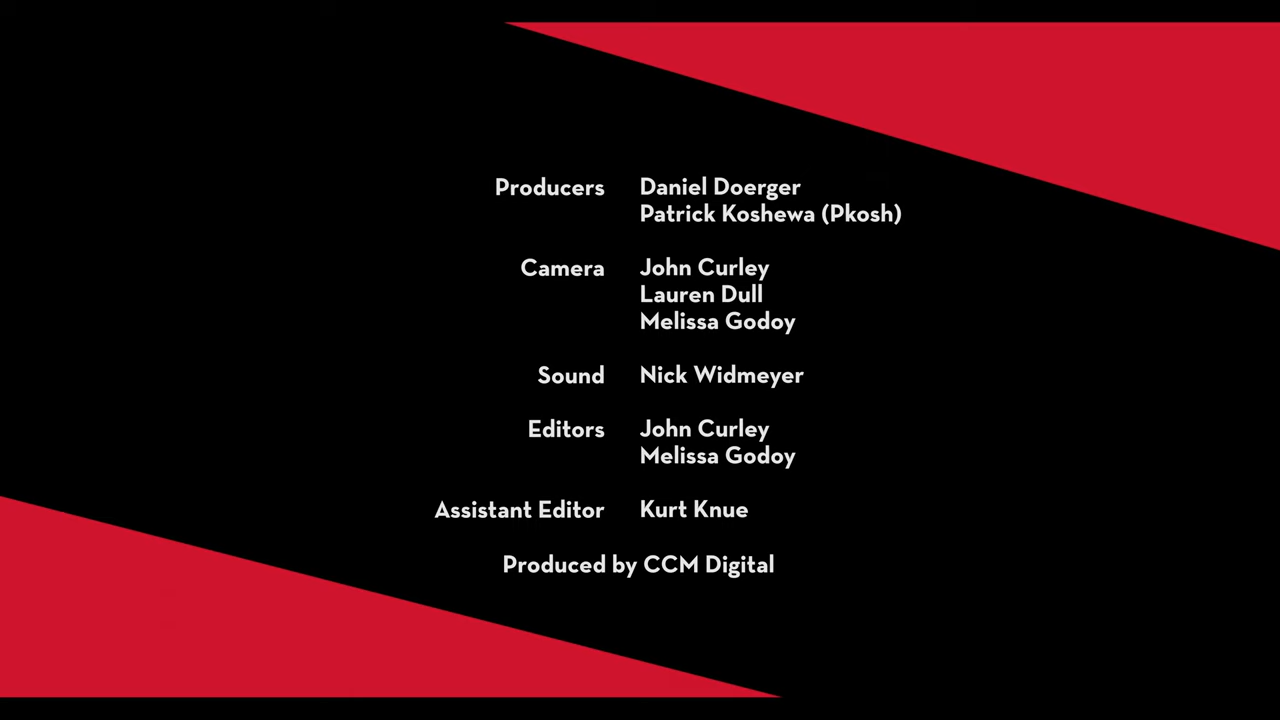 Producers Daniel Doerger
Patrick Koshewa (Pkosh)
Camera John Curley
Lauren Dull
Melissa Godoy
Sound Nick Widmeyer
Editors John Curley
Melissa Godoy
Assistant Editor Kurt Knue
Produced by CCM Digital